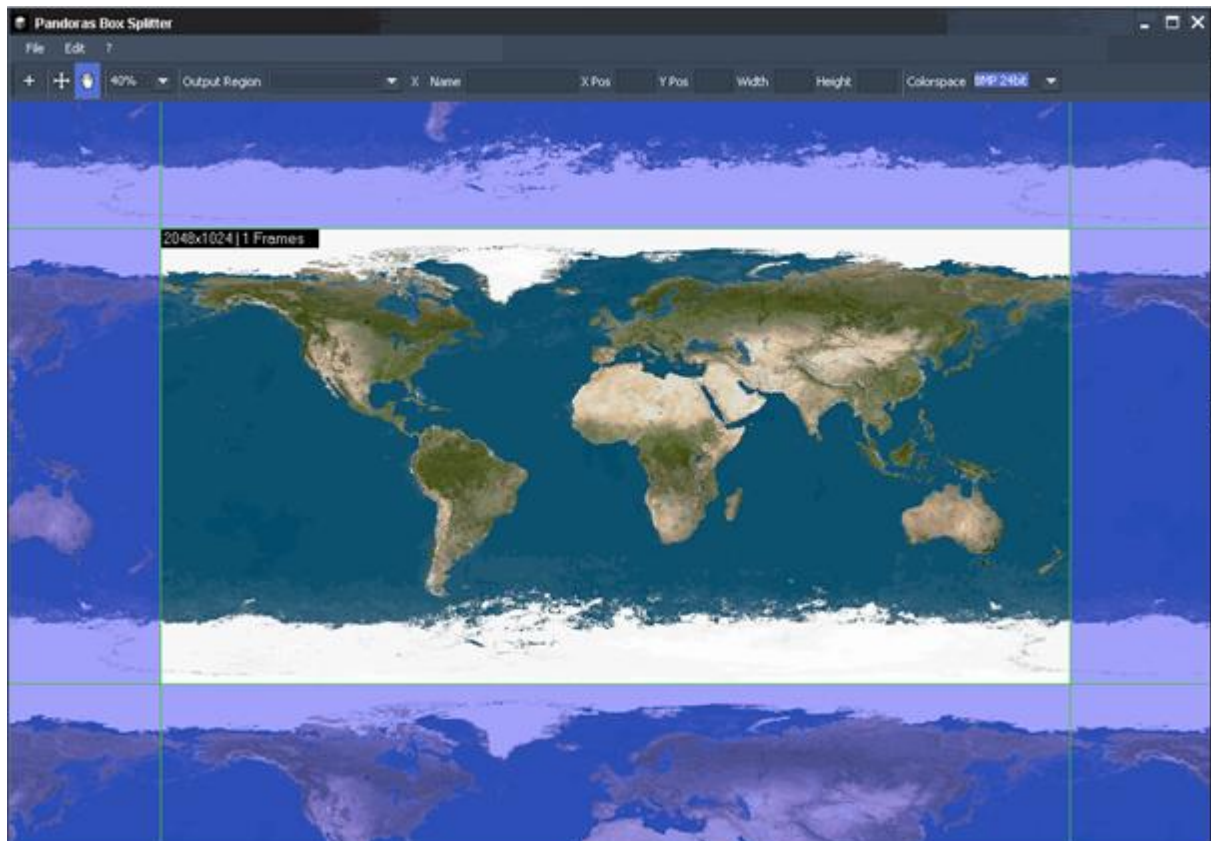 Pandoras Box Splitter
File Edit ?
40% Output Region X Name X Pos Y Pos Width Height Colorspace BMP 24bit
2048x1024 | 1 Frames